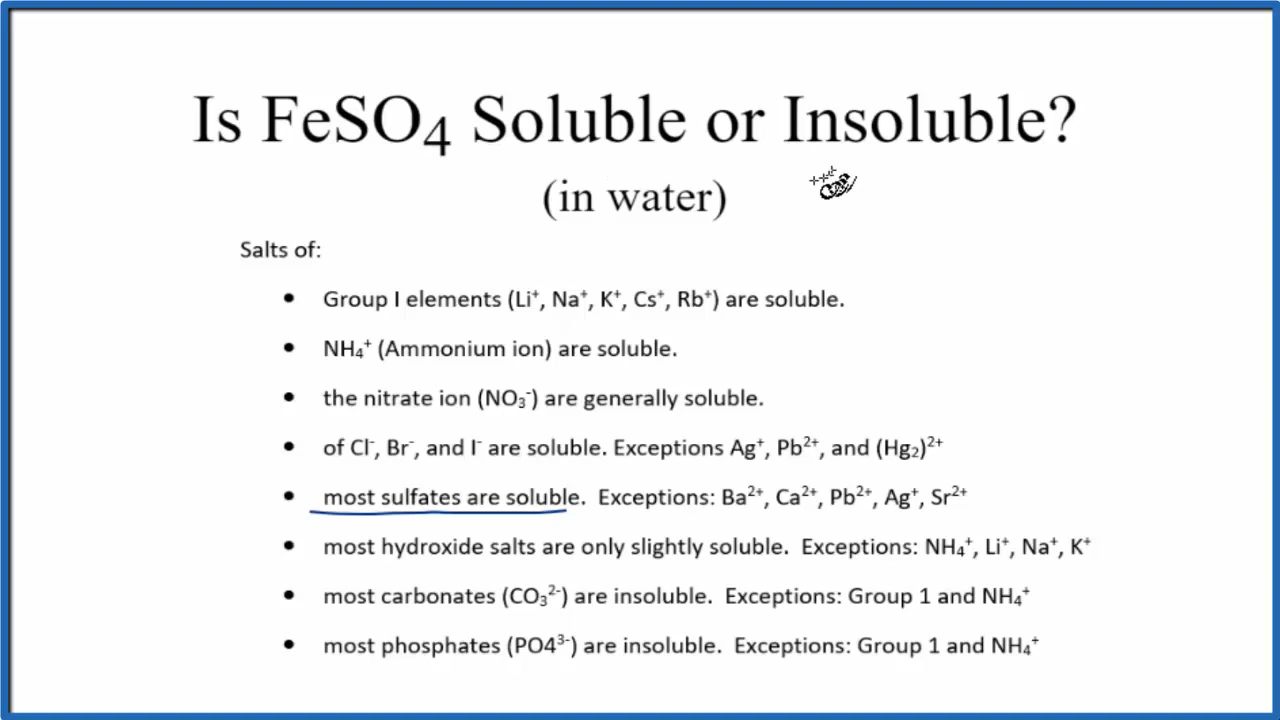 Is FeSO₄ Soluble or Insoluble?
(in water)
Salts of:
• Group I elements (Li⁺, Na⁺, K⁺, Cs⁺, Rb⁺) are soluble.
• NH₄⁺ (Ammonium ion) are soluble.
• the nitrate ion (NO₃⁻) are generally soluble.
• of Cl⁻, Br⁻, and I⁻ are soluble. Exceptions Ag⁺, Pb²⁺, and (Hg₂)²⁺
• most sulfates are soluble. Exceptions: Ba²⁺, Ca²⁺, Pb²⁺, Ag⁺, Sr²⁺
• most hydroxide salts are only slightly soluble. Exceptions: NH₄⁺, Li⁺, Na⁺, K⁺
• most carbonates (CO₃²⁻) are insoluble. Exceptions: Group 1 and NH₄⁺
• most phosphates (PO4³⁻) are insoluble. Exceptions: Group 1 and NH₄⁺